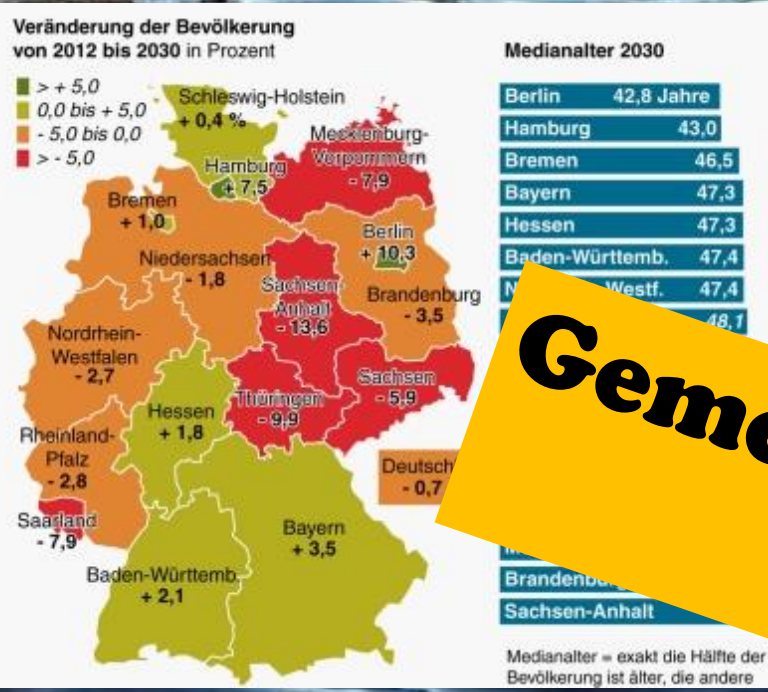 Veränderung der Bevölkerung
von 2012 bis 2030 in Prozent
> + 5,0
0,0 bis + 5,0
- 5,0 bis 0,0
> - 5,0
Schleswig-Holstein
+ 0,4 %
Mecklenburg-
Vorpommern
- 7,9
Hamburg
+ 7,5
Bremen
+ 1,0
Berlin
+ 10,3
Niedersachsen
- 1,8
Sachsen-
Anhalt
- 13,6
Brandenburg
- 3,5
Nordrhein-
Westfalen
- 2,7
Hessen
+ 1,8
Thüringen
- 9,9
Sachsen
- 5,9
Rheinland-
Pfalz
- 2,8
Deutsch
- 0,7
Saarland
- 7,9
Bayern
+ 3,5
Baden-Württemb.
+ 2,1
Medianalter 2030
Berlin 42,8 Jahre
Hamburg 43,0
Bremen 46,5
Bayern 47,3
Hessen 47,3
Baden-Württemb. 47,4
Westf. 47,4
48,1
Geme
Brandenbu
Sachsen-Anhalt
Medianalter = exakt die Hälfte der
Bevölkerung ist älter, die andere